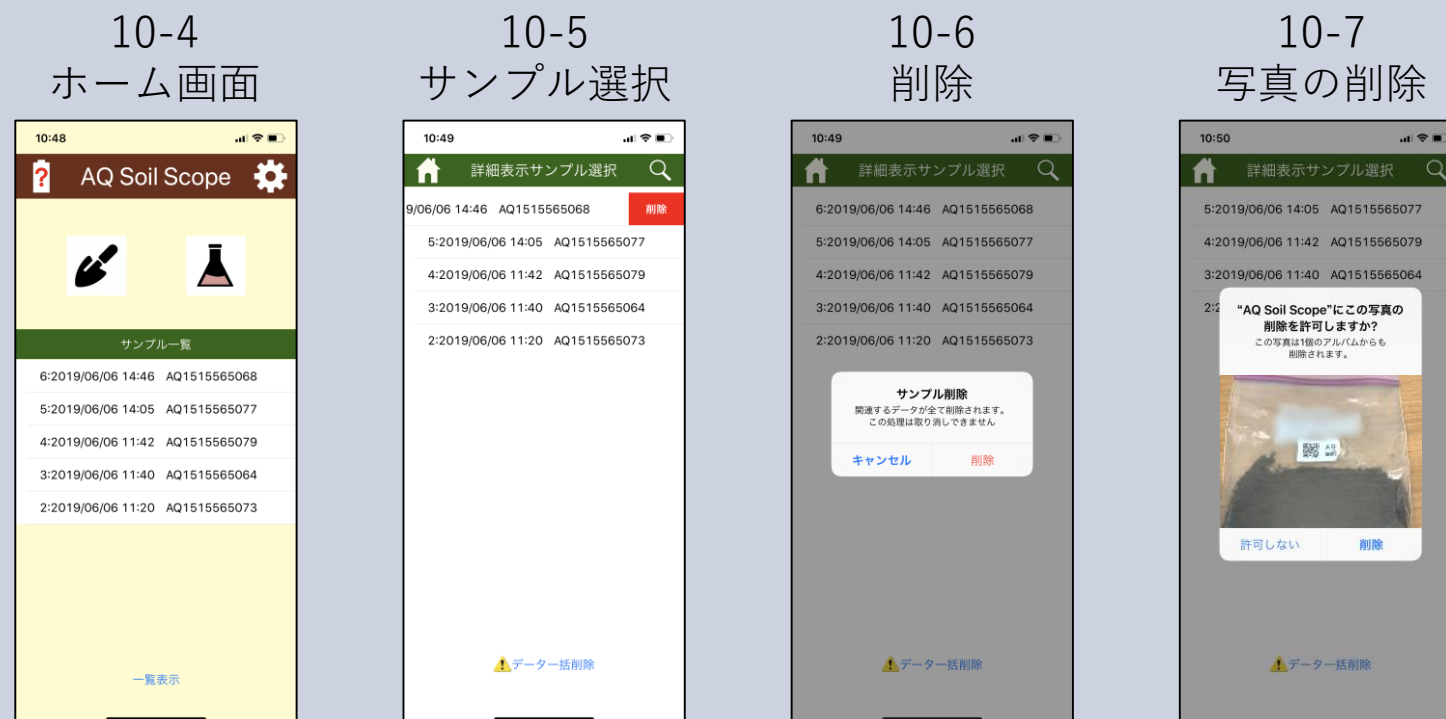 10-4
ホーム画面
10:48
?
AQ Soil Scope
サンプル一覧
6:2019/06/06 14:46 AQ1515565068
5:2019/06/06 14:05 AQ1515565077
4:2019/06/06 11:42 AQ1515565079
3:2019/06/06 11:40 AQ1515565064
2:2019/06/06 11:20 AQ1515565073
一覧表示
10-5
サンプル選択
10:49
詳細表示サンプル選択
9/06/06 14:46 AQ1515565068 削除
5:2019/06/06 14:05 AQ1515565077
4:2019/06/06 11:42 AQ1515565079
3:2019/06/06 11:40 AQ1515565064
2:2019/06/06 11:20 AQ1515565073
データ一括削除
10-6
削除
10:49
詳細表示サンプル選択
6:2019/06/06 14:46 AQ1515565068
5:2019/06/06 14:05 AQ1515565077
4:2019/06/06 11:42 AQ1515565079
3:2019/06/06 11:40 AQ1515565064
2:2019/06/06 11:20 AQ1515565073
サンプル削除
関連するデータが全て削除されます。
この処理は取り消しできません
キャンセル 削除
データ一括削除
10-7
写真の削除
10:50
詳細表示サンプル選択
5:2019/06/06 14:05 AQ1515565077
4:2019/06/06 11:42 AQ1515565079
3:2019/06/06 11:40 AQ1515565064
2:2
“AQ Soil Scope”にこの写真の
削除を許可しますか?
この写真は1個のアルバムからも
削除されます。
AQ
soil
許可しない 削除
データ一括削除